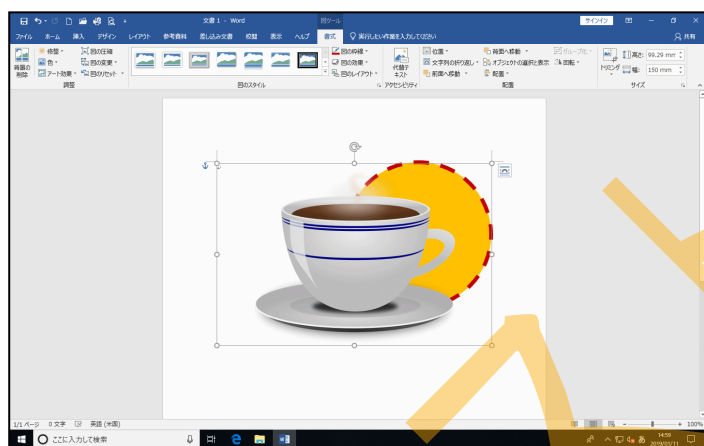 文書 1 - Word
図ツール
サインイン
ファイル ホーム 挿入 デザイン レイアウト 参考資料 差し込み文書 校閲 表示 ヘルプ 書式 実行したい作業を入力してください
共有
背景の削除
修整
色
アート効果
図の圧縮
図の変更
図のリセット
調整
図のスタイル
図の枠線
図の効果
図のレイアウト
代替テキスト
アクセシビリティ
位置
文字列の折り返し
前面へ移動
背面へ移動
オブジェクトの選択と表示
配置
グループ化
回転
配置
トリミング
高さ: 99.29 mm
幅: 150 mm
サイズ
1/1 ページ 0 文字 英語 (米国)
100%
ここに入力して検索
あ
14:59
2019/01/11